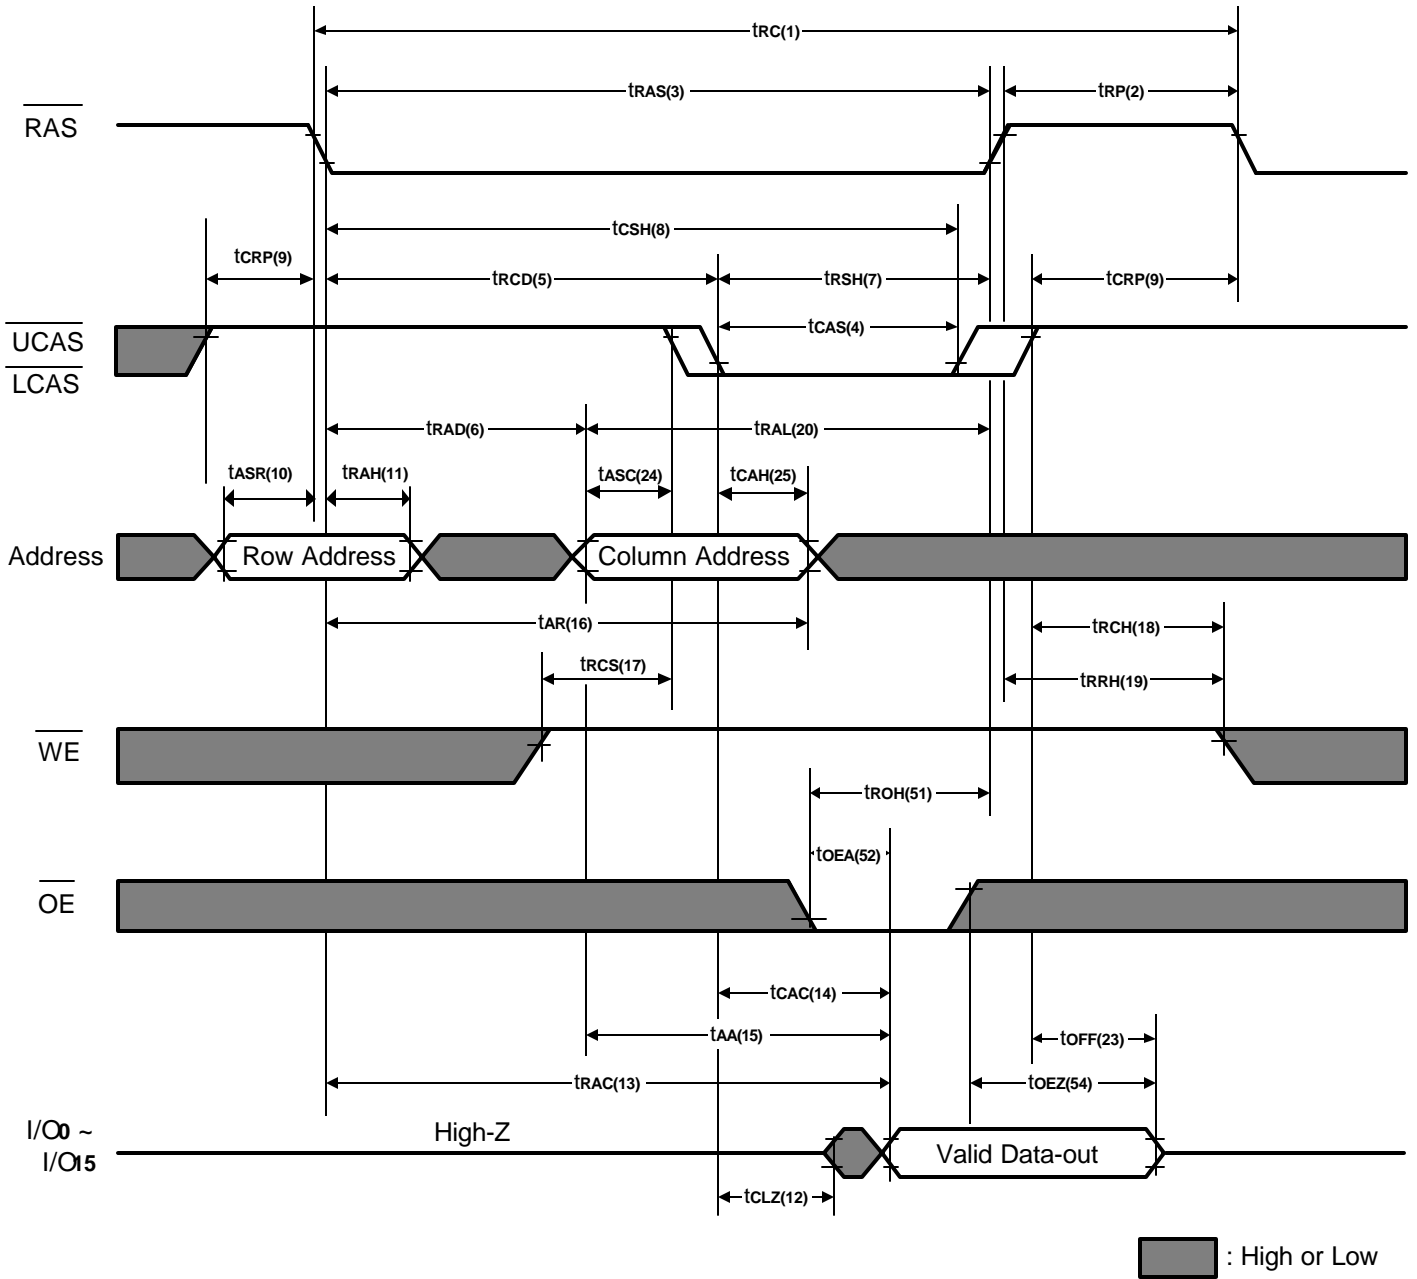 tRC(1)
tRAS(3)
tRP(2)
RAS
tCSH(8)
tCRP(9)
tRCD(5)
tRSH(7)
tCRP(9)
tCAS(4)
UCAS
LCAS
tRAD(6)
tRAL(20)
tASR(10)
tRAH(11)
tASC(24)
tCAH(25)
Address
Row Address
Column Address
tAR(16)
tRCH(18)
tRCS(17)
tRRH(19)
WE
tROH(51)
tOEA(52)
OE
tCAC(14)
tAA(15)
tOFF(23)
tRAC(13)
tOEZ(54)
I/O0 ~
I/O15
High-Z
Valid Data-out
tCLZ(12)
: High or Low